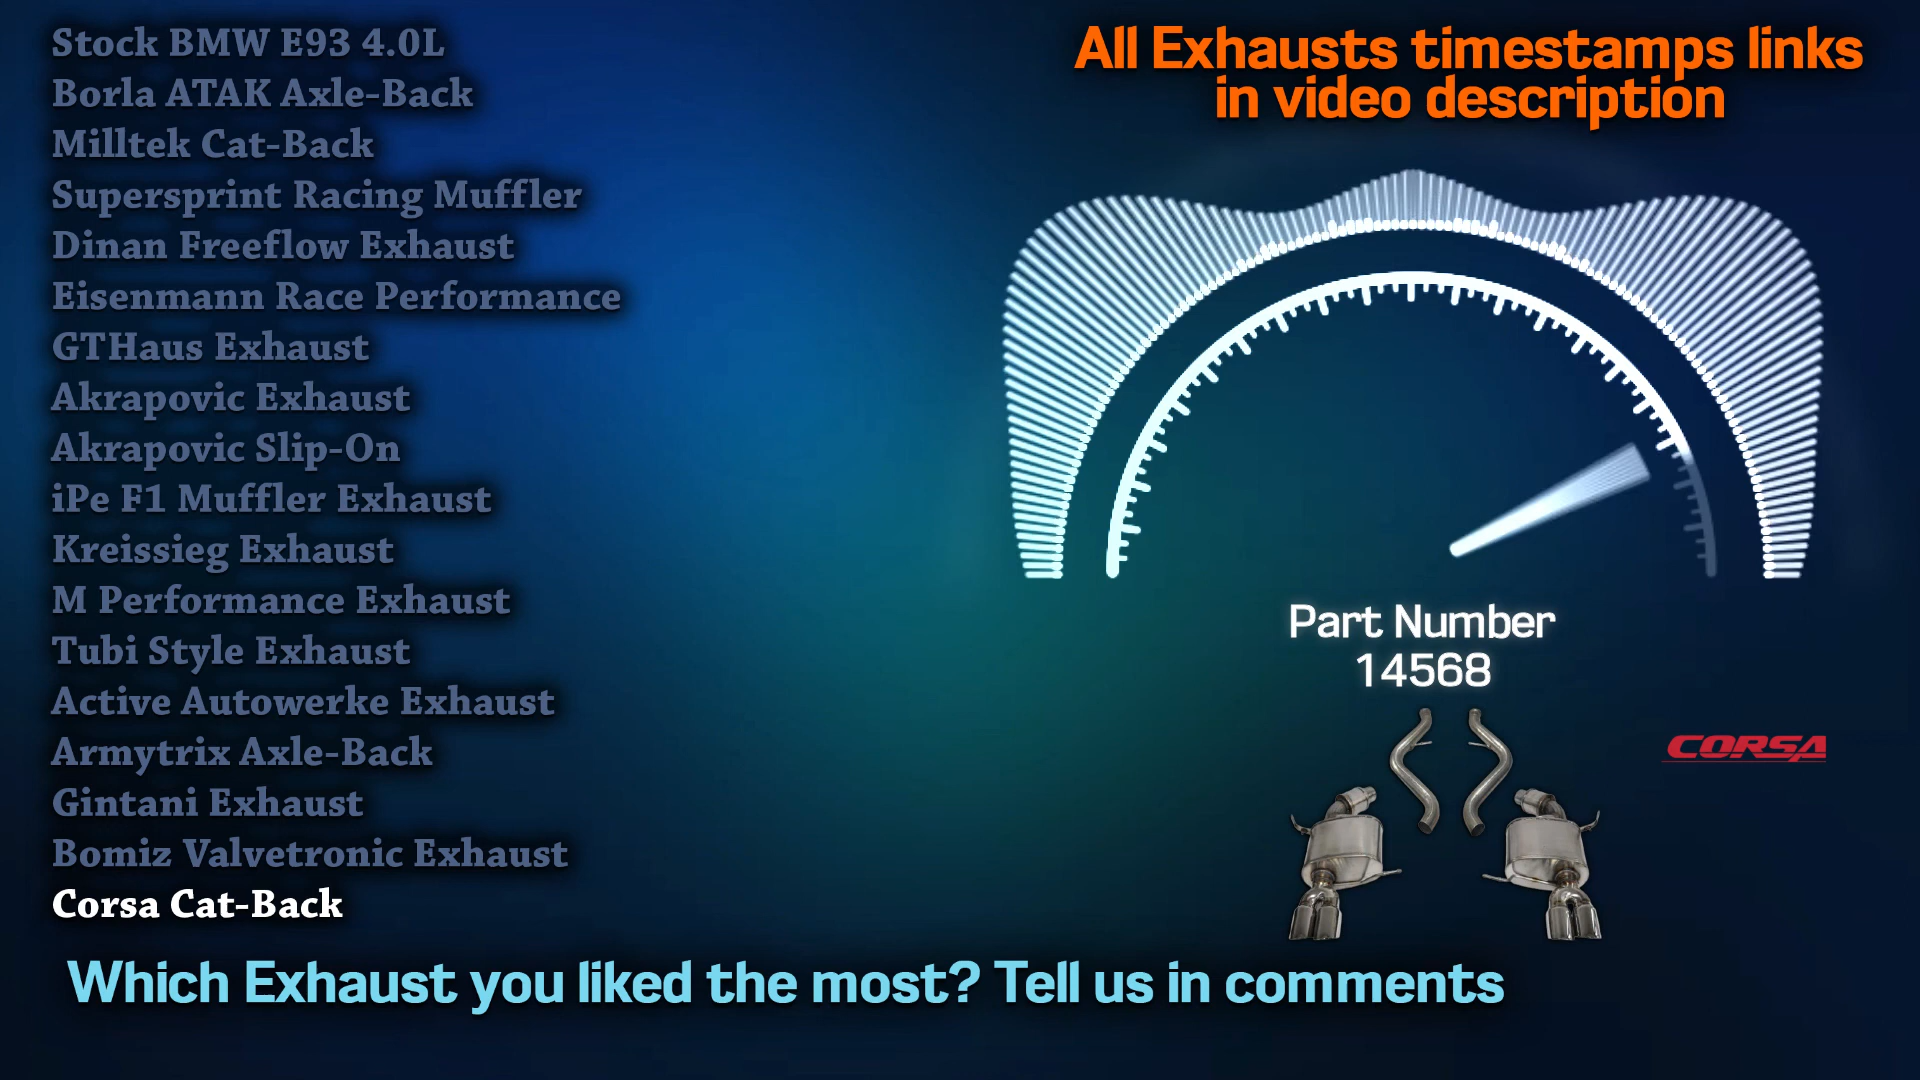 Stock BMW E93 4.0L
Borla ATAK Axle-Back
Milltek Cat-Back
Supersprint Racing Muffler
Dinan Freeflow Exhaust
Eisenmann Race Performance
GTHaus Exhaust
Akrapovic Exhaust
Akrapovic Slip-On
iPe F1 Muffler Exhaust
Kreissieg Exhaust
M Performance Exhaust
Tubi Style Exhaust
Active Autowerke Exhaust
Armytrix Axle-Back
Gintani Exhaust
Bomiz Valvetronic Exhaust
Corsa Cat-Back
All Exhausts timestamps links
in video description
Part Number
14568
CORSA
Which Exhaust you liked the most? Tell us in comments